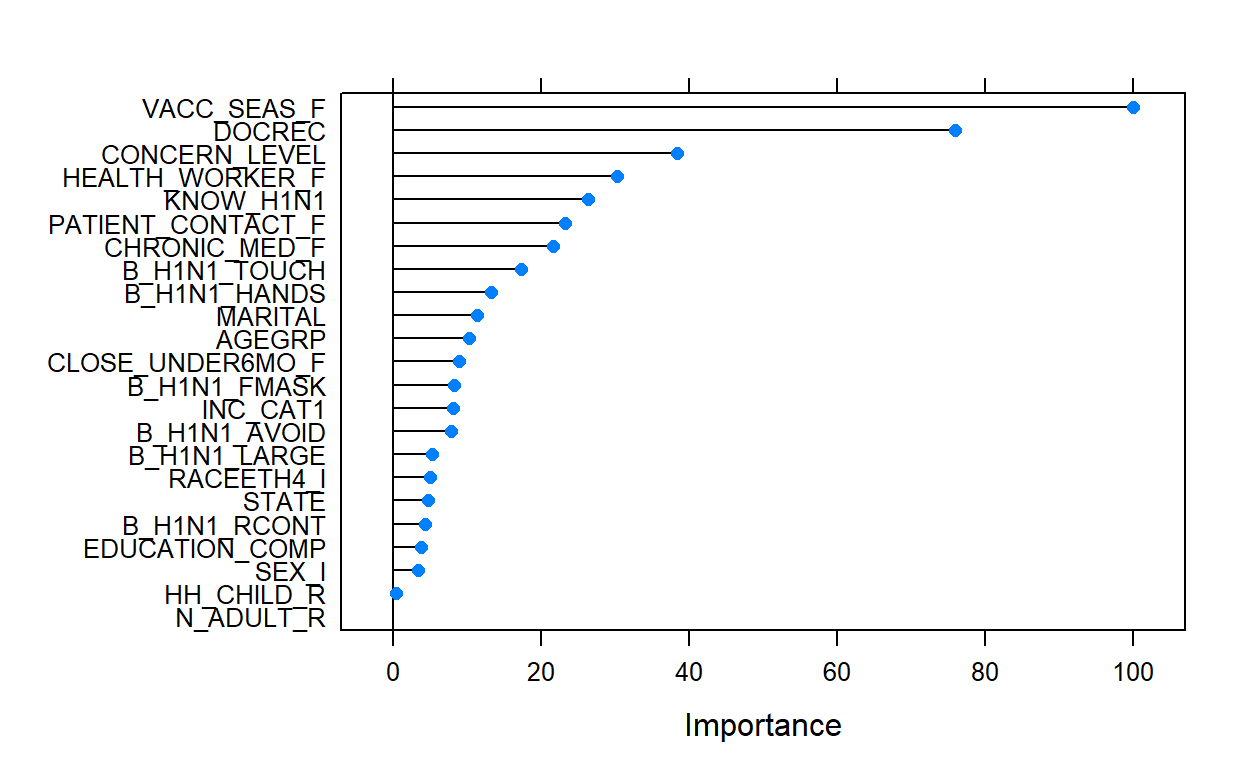 VACC_SEAS_F
DOCREC
CONCERN_LEVEL
HEALTH_WORKER_F
KNOW_H1N1
PATIENT_CONTACT_F
CHRONIC_MED_F
B_H1N1_TOUCH
B_H1N1_HANDS
MARITAL
AGEGRP
CLOSE_UNDER6MO_F
B_H1N1_FMASK
INC_CAT1
B_H1N1_AVOID
B_H1N1_LARGE
RACEETH4_I
STATE
B_H1N1_RCONT
EDUCATION_COMP
SEX_I
HH_CHILD_R
N_ADULT_R
0 20 40 60 80 100
Importance